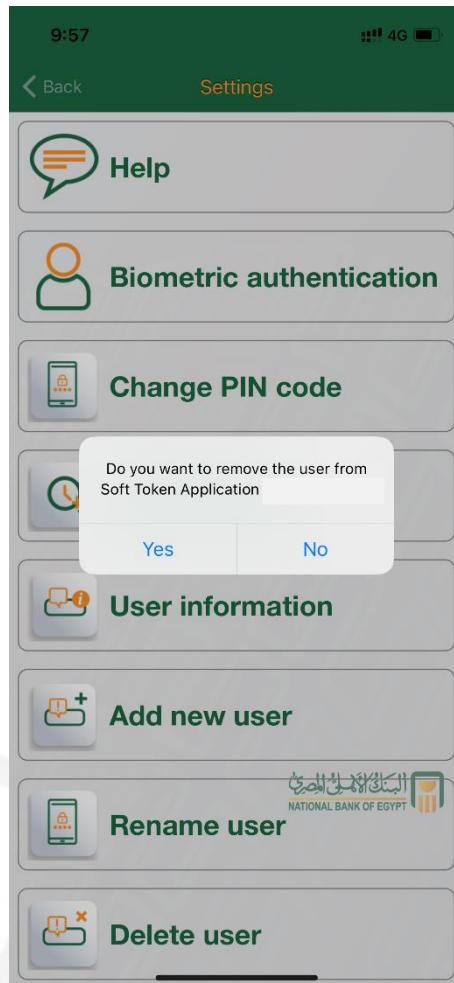 9:57
4G
Back
Settings
Help
Biometric authentication
Change PIN code
Do you want to remove the user from
Soft Token Application
Yes
No
User information
Add new user
البنك الأهلي المصري
NATIONAL BANK OF EGYPT
Rename user
Delete user